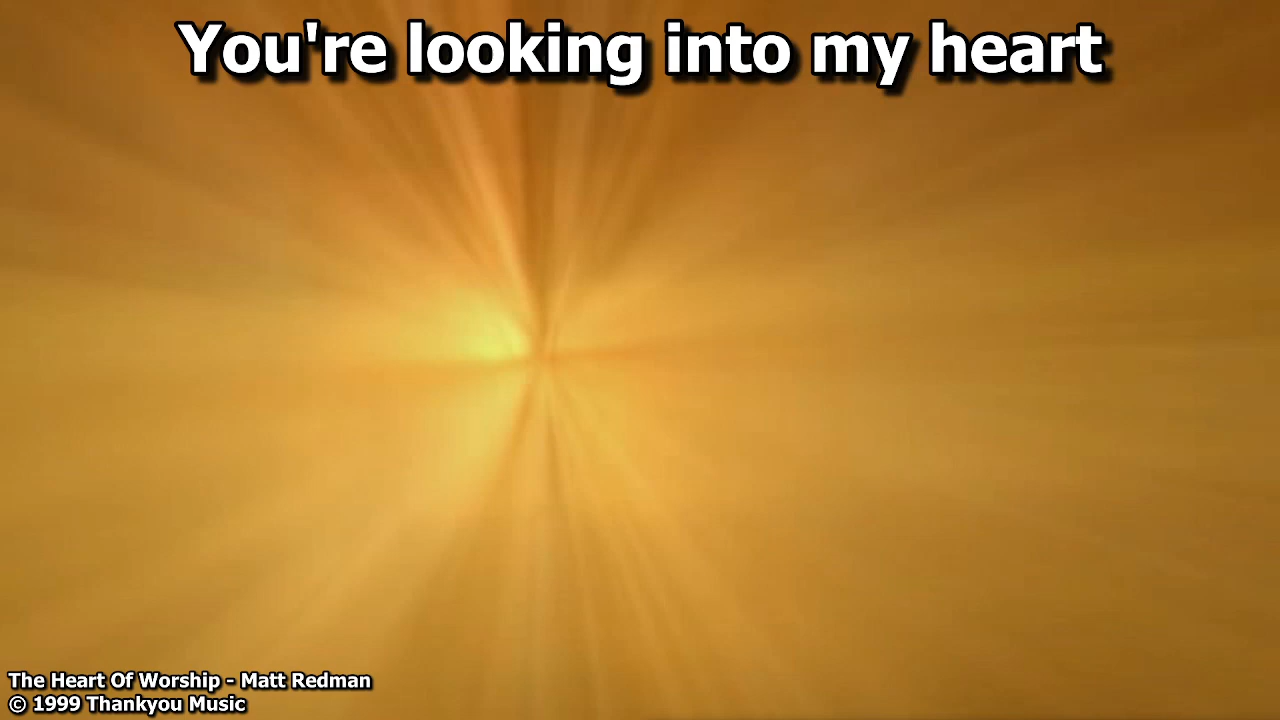 You're looking into my heart
The Heart Of Worship - Matt Redman
© 1999 Thankyou Music